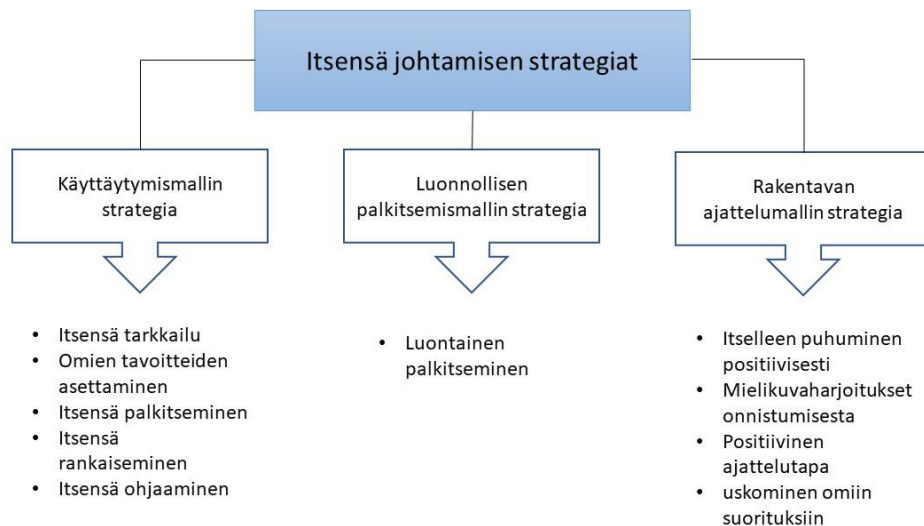 Itsensä johtamisen strategiat
Käyttäytymismallin
strategia
Luonnollisen
palkitsemismallin strategia
Rakentavan
ajattelumallin strategia
• Itsensä tarkkailu
• Omien tavoitteiden
asettaminen
• Itsensä palkitseminen
• Itsensä
rankaiseminen
• Itsensä ohjaaminen
• Luontainen
palkitseminen
• Itselleen puhuminen
positiivisesti
• Mielikuvaharjoitukset
onnistumisesta
• Positiivinen
ajattelutapa
• uskominen omiin
suorituksiin